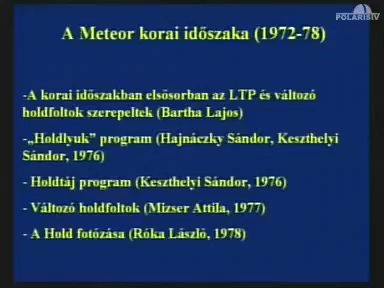 POLARISTV
A Meteor korai időszaka (1972-78)
-A korai időszakban elsősorban az LTP és változó
holdfoltok szerepeltek (Bartha Lajos)
-„Holdlyuk” program (Hajnáczky Sándor, Keszthelyi
Sándor, 1976)
- Holdtáj program (Keszthelyi Sándor, 1976)
- Változó holdfoltok (Mizser Attila, 1977)
- A Hold fotózása (Róka László, 1978)